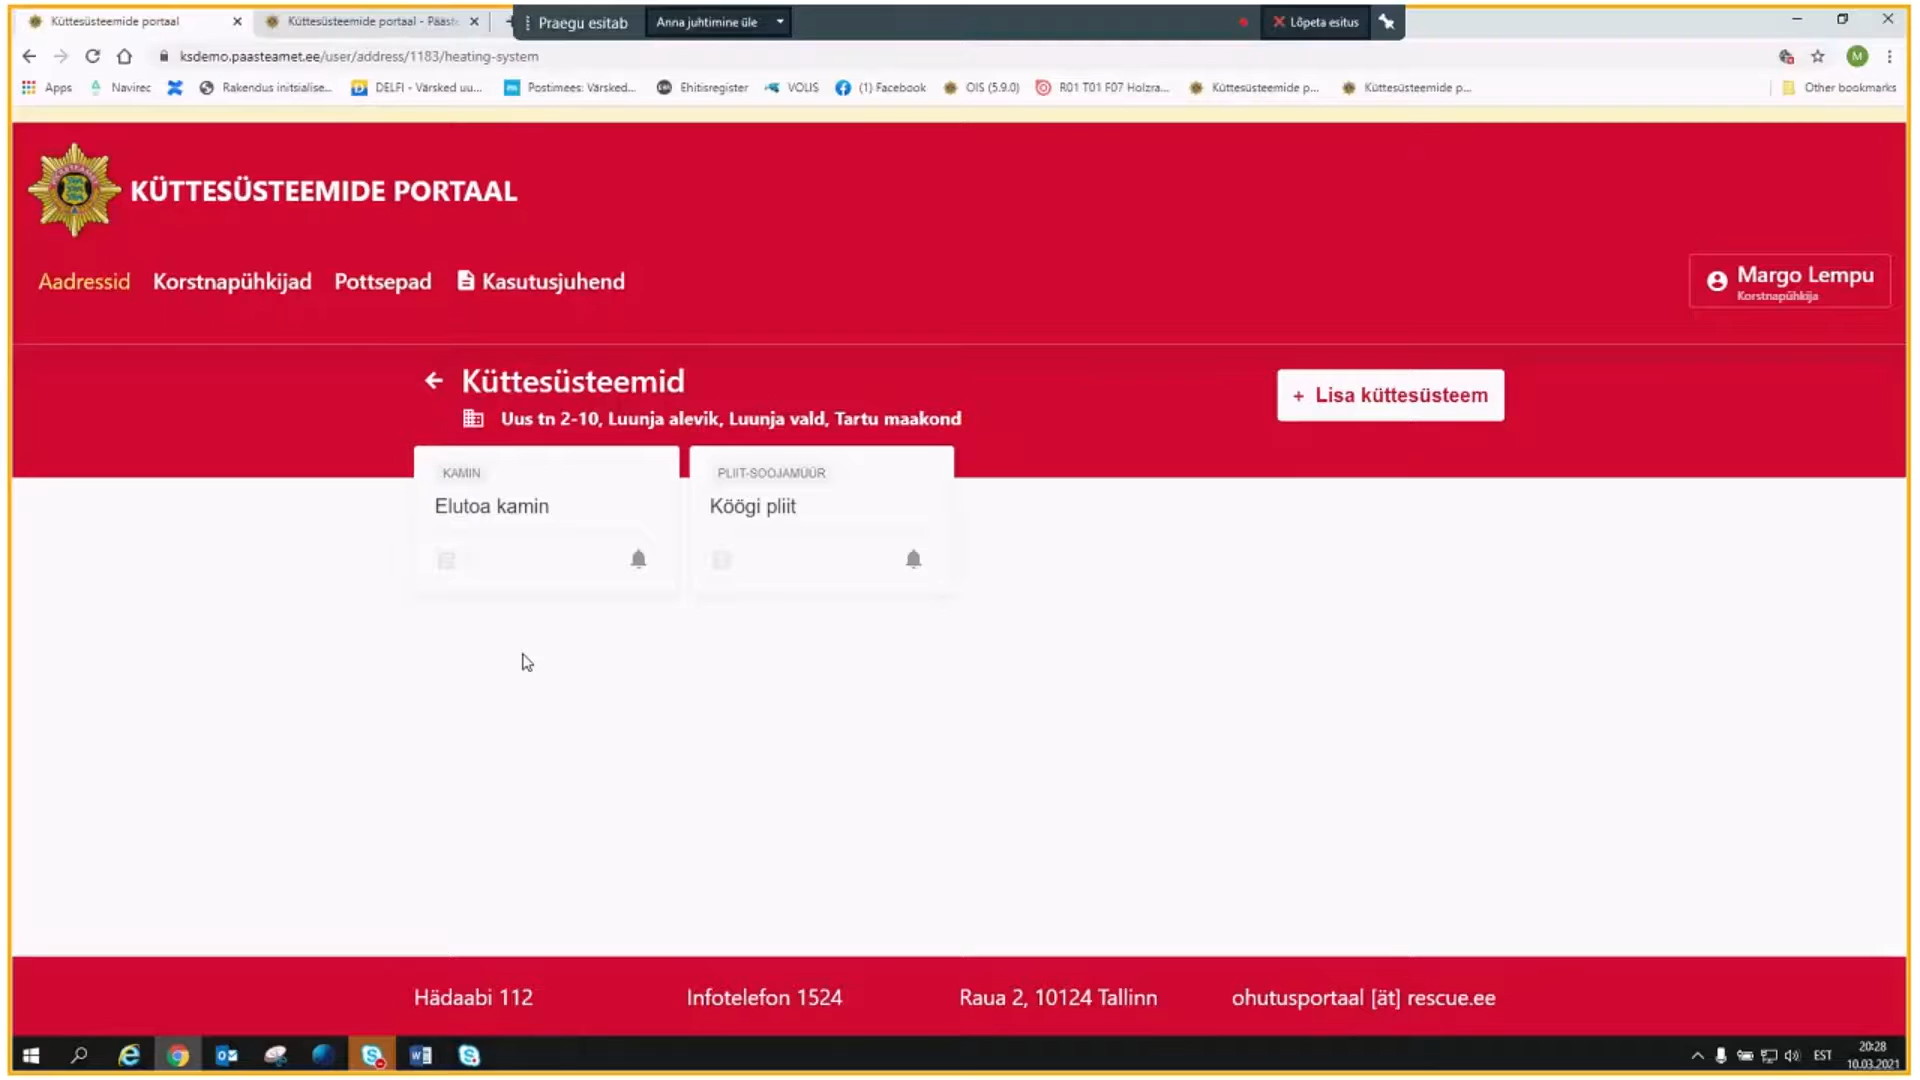 Küttesüsteemide portaal
Küttesüsteemide portaal - Pääst
Praegu esitab
Anna juhtimine üle
Lõpeta esitus
ksdemo.paasteamet.ee/user/address/1183/heating-system
M
Apps
Navirec
Rakendus initsialise...
DELFI - Värsked uu...
Postimees: Värsked...
Ehitisregister
VOLIS
(1) Facebook
OIS (5.9.0)
R01 T01 F07 Holzra...
Küttesüsteemide p...
Küttesüsteemide p...
Other bookmarks
KÜTTESÜSTEEMIDE PORTAAL
Aadressid
Korstnapühkijad
Pottsepad
Kasutusjuhend
Margo Lempu
Korstnapühkija
Küttesüsteemid
Uus tn 2-10, Luunja alevik, Luunja vald, Tartu maakond
+ Lisa küttesüsteem
KAMIN
Elutoa kamin
PLIIT-SOOJAMÜÜR
Köögi pliit
Hädaabi 112
Infotelefon 1524
Raua 2, 10124 Tallinn
ohutusportaal [ät] rescue.ee
EST
20:28
10.03.2021